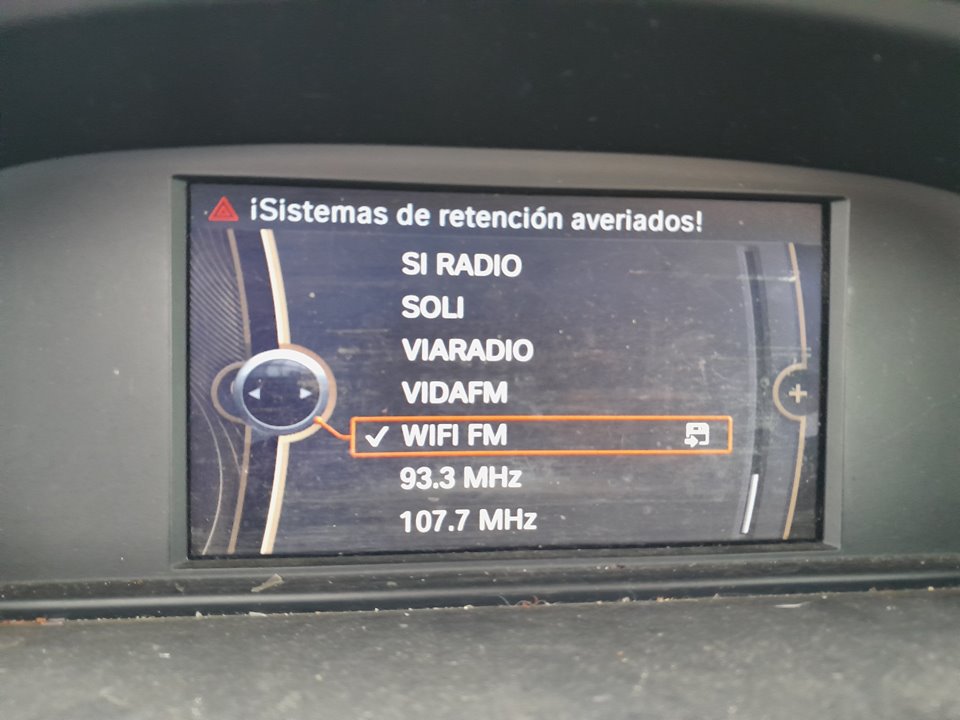 ¡Sistemas de retención averiados!
SI RADIO
SOLI
VIARADIO
VIDAFM
WIFI FM
93.3 MHz
107.7 MHz